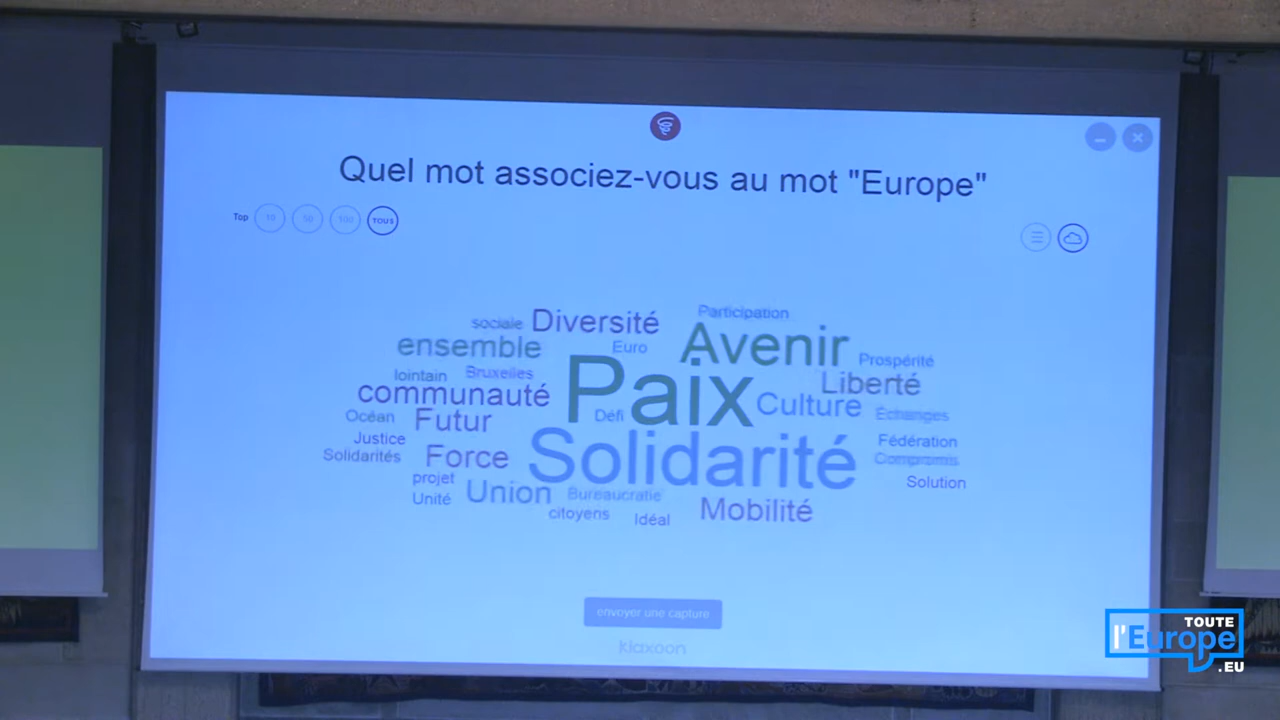 Quel mot associez-vous au mot "Europe"
Top 10 50 100 TOUS
Participation
sociale Diversité
Avenir
ensemble Euro
Prospérité
lointain Bruxelles
Paix
Liberté
communauté
Culture
Océan Futur Défi
Échanges
Justice
Fédération
Solidarités Force Solidarité
Compromis
projet
Solution
Unité Union Bureaucratie
Mobilité
citoyens Idéal
envoyer une capture
klaxoon
TOUTE
l'Europe
.EU